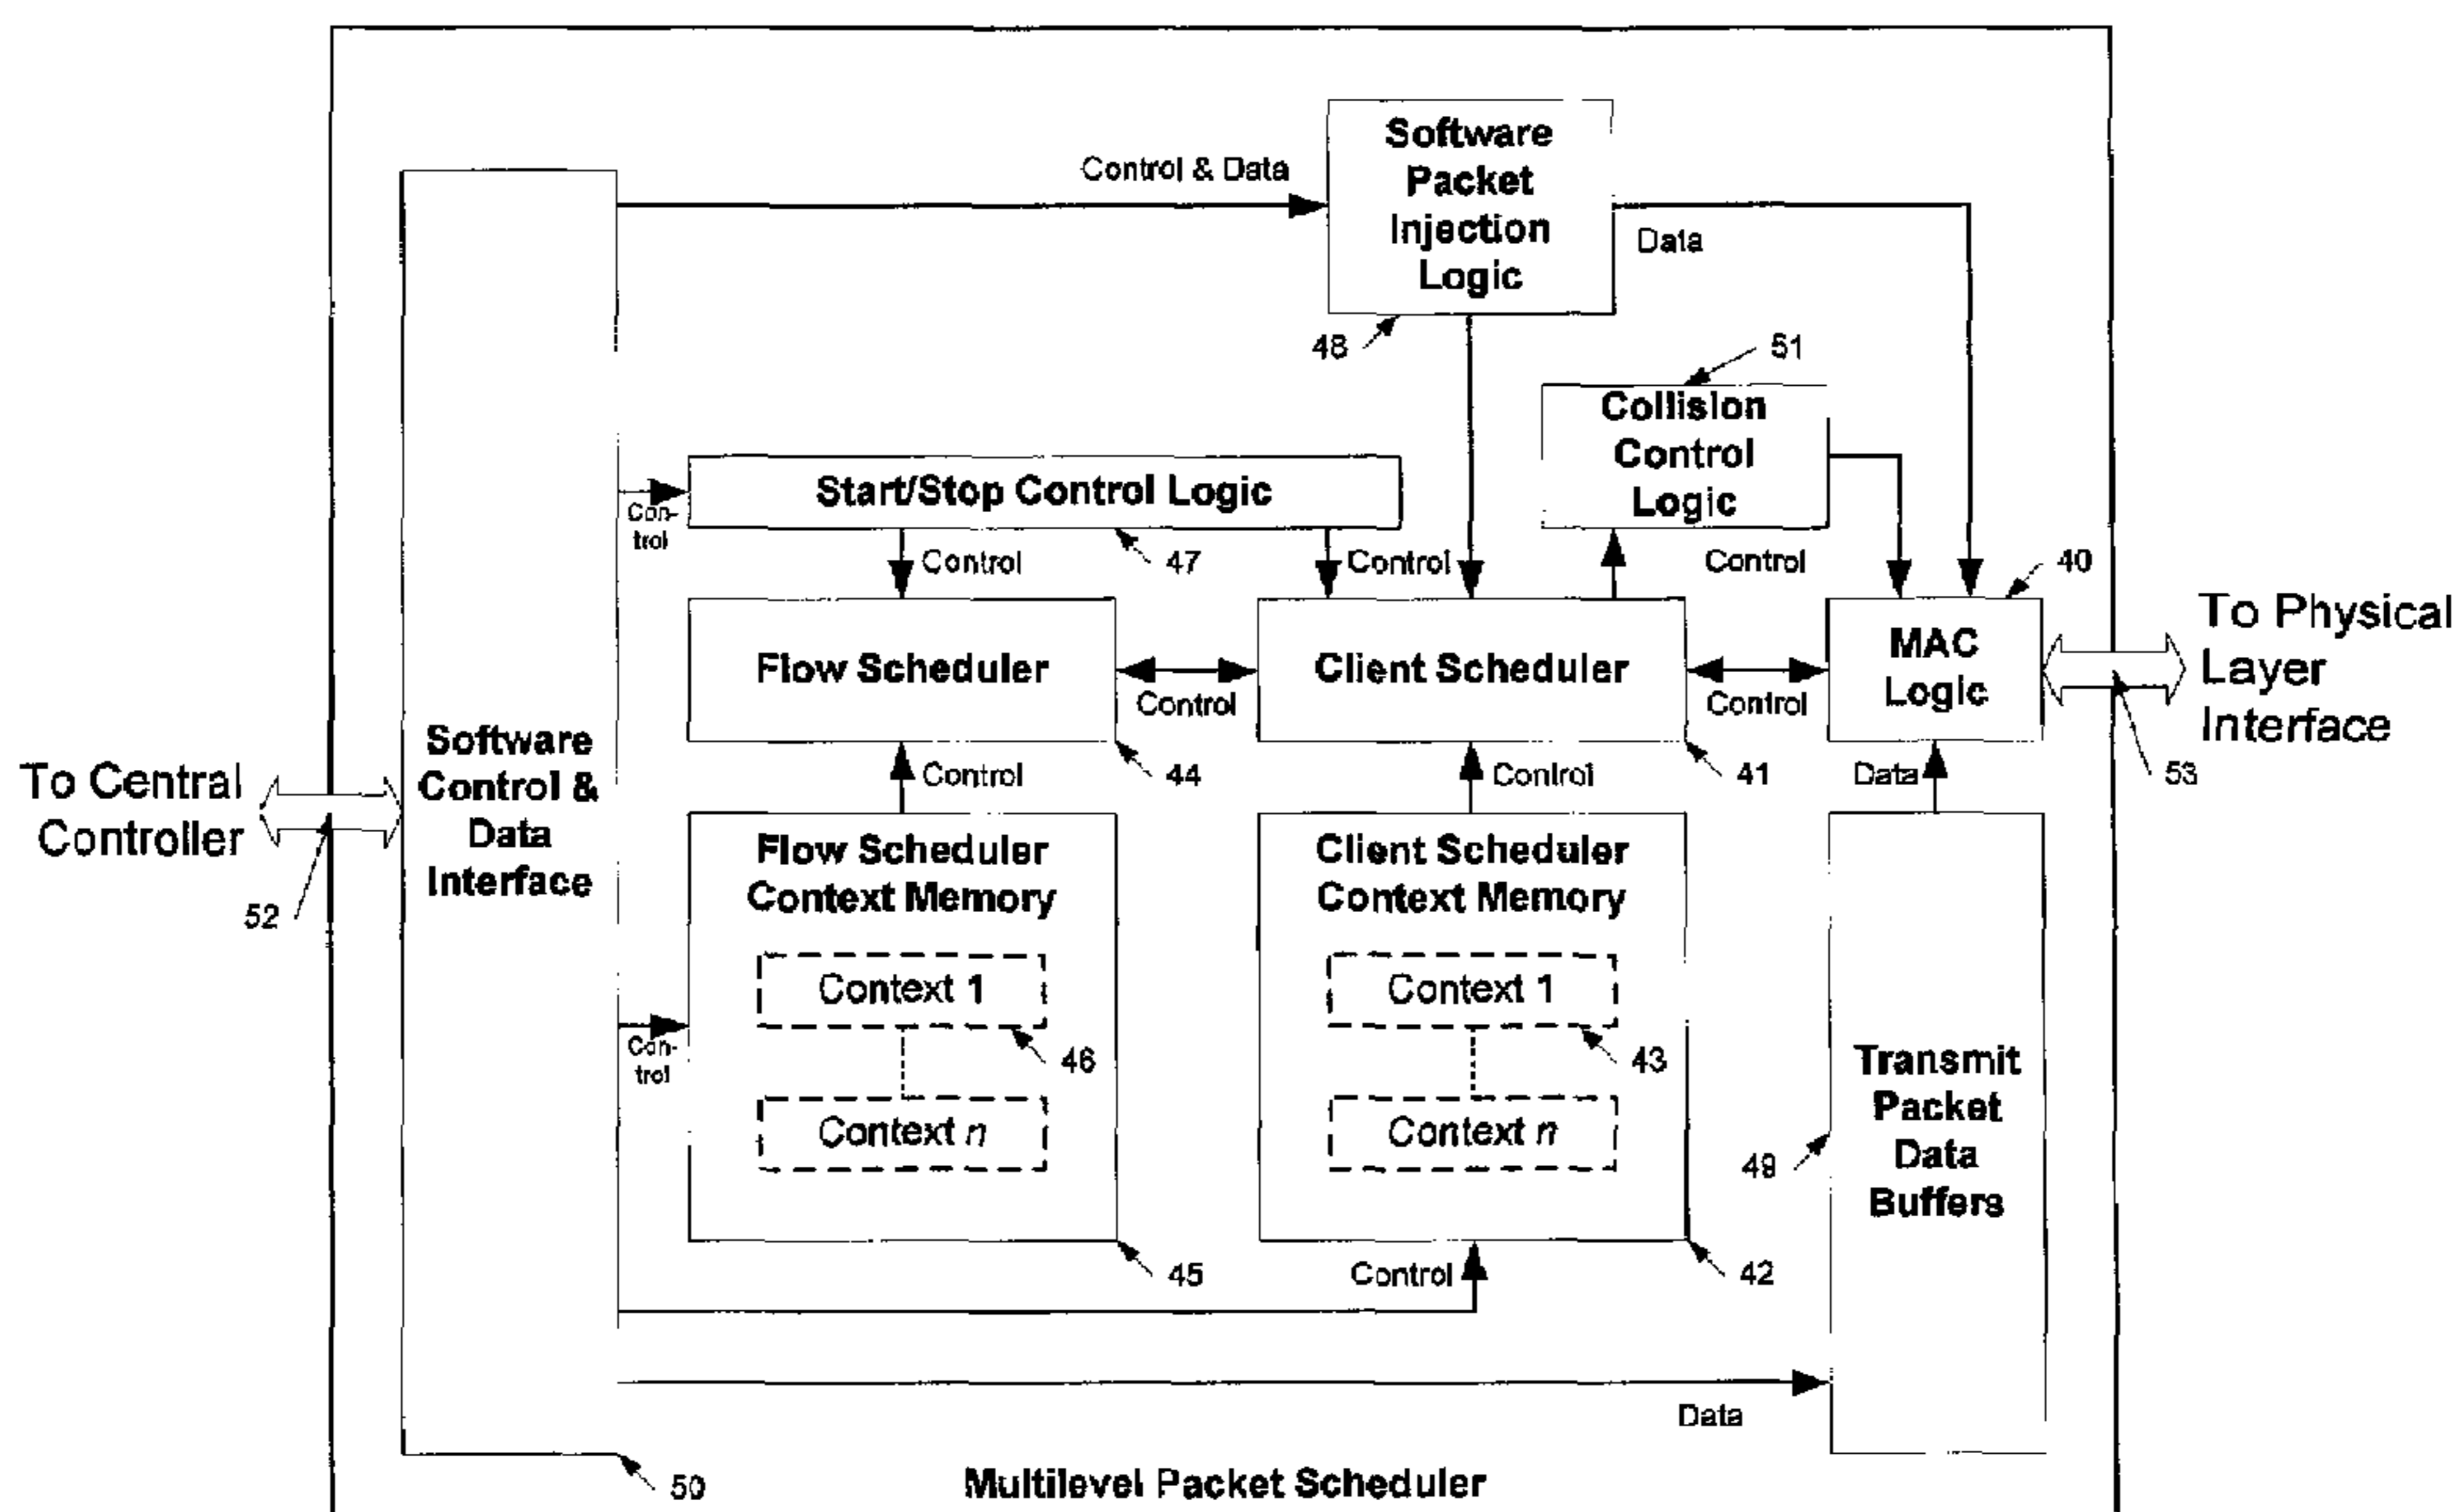 Software
Packet
Injection
Logic
Control & Data
Data
48
51
Collision
Control
Logic
Start/Stop Control Logic
Con-
trol
Control
47
Control
Control
40
To Physical
Layer
Interface
Flow Scheduler
Client Scheduler
MAC
Logic
Control
Control
53
44
41
Software
Control &
Data
Interface
To Central
Controller
52
Control
Control
Data
Flow Scheduler
Context Memory
Client Scheduler
Context Memory
Context 1
Context 1
46
43
Con-
trol
Context n
Context n
Transmit
Packet
Data
Buffers
49
45
42
Control
Data
50
Multilevel Packet Scheduler